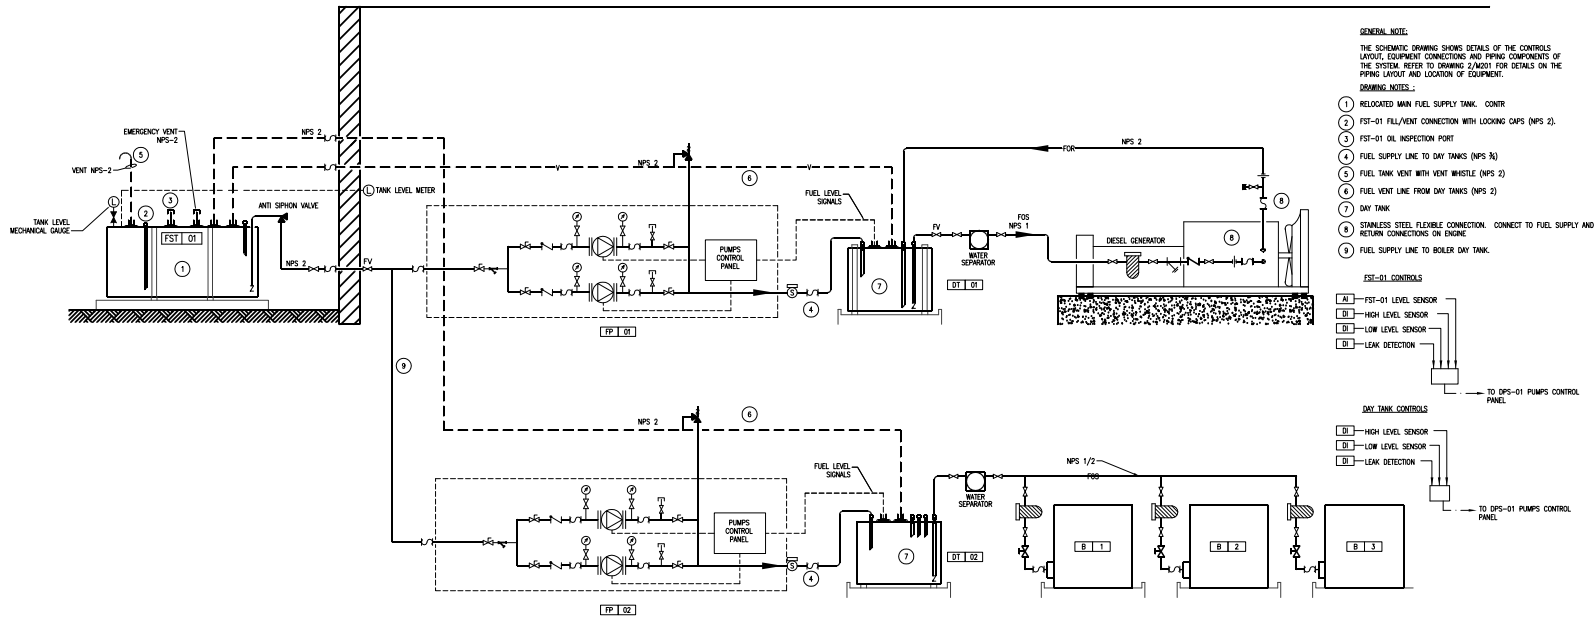 GENERAL NOTE:
THE SCHEMATIC DRAWING SHOWS DETAILS OF THE CONTROLS
LAYOUT, EQUIPMENT CONNECTIONS AND PIPING COMPONENTS OF
THE SYSTEM. REFER TO DRAWING 2/M201 FOR DETAILS ON THE
PIPING LAYOUT AND LOCATION OF EQUIPMENT.
DRAWING NOTES :
1 RELOCATED MAIN FUEL SUPPLY TANK. CONTR
2 FST-01 FILL/VENT CONNECTION WITH LOCKING CAPS (NPS 2).
3 FST-01 OIL INSPECTION PORT
4 FUEL SUPPLY LINE TO DAY TANKS (NPS ¾)
5 FUEL TANK VENT WITH VENT WHISTLE (NPS 2)
6 FUEL VENT LINE FROM DAY TANKS (NPS 2)
7 DAY TANK
8 STAINLESS STEEL FLEXIBLE CONNECTION. CONNECT TO FUEL SUPPLY AND
RETURN CONNECTIONS ON ENGINE
9 FUEL SUPPLY LINE TO BOILER DAY TANK.
FST-01 CONTROLS
AI FST-01 LEVEL SENSOR
DI HIGH LEVEL SENSOR
DI LOW LEVEL SENSOR
DI LEAK DETECTION
TO DPS-01 PUMPS CONTROL
PANEL
DAY TANK CONTROLS
DI HIGH LEVEL SENSOR
DI LOW LEVEL SENSOR
DI LEAK DETECTION
TO DPS-01 PUMPS CONTROL
PANEL
EMERGENCY VENT
NPS-2
5
VENT NPS-2
L
TANK LEVEL
MECHANICAL GAUGE
2
3
FST 01
1
ANTI SIPHON VALVE
L TANK LEVEL METER
NPS 2
NPS 2
FV
9
V
NPS 2
6
V
PUMPS
CONTROL
PANEL
FP 01
S
4
FUEL LEVEL
SIGNALS
7
DT 01
FV
WATER
SEPARATOR
FOS
NPS 1
FOR
NPS 2
8
DIESEL GENERATOR
8
NPS 2
6
PUMPS
CONTROL
PANEL
FP 02
S
4
FUEL LEVEL
SIGNALS
7
DT 02
WATER
SEPARATOR
NPS 1/2
FOS
B 1
B 2
B 3